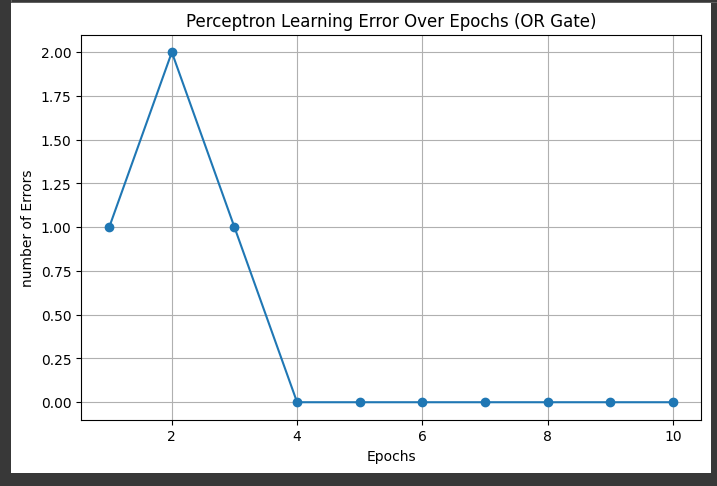 Perceptron Learning Error Over Epochs (OR Gate)
number of Errors
2.00
1.75
1.50
1.25
1.00
0.75
0.50
0.25
0.00
2 4 6 8 10
Epochs